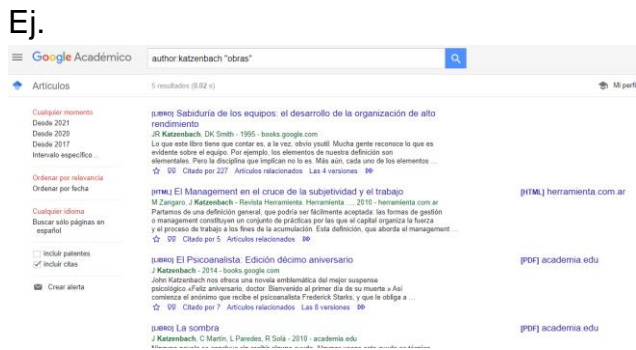 Ej.
Google Académico
author:katzenbach "obras"
Artículos
5 resultados (0.02 s)
Mi perfil
Cualquier momento
Desde 2021
Desde 2020
Desde 2017
Intervalo específico...
Ordenar por relevancia
Ordenar por fecha
Cualquier idioma
Buscar sólo páginas en
español
incluir patentes
incluir citas
Crear alerta
[LIBRO] Sabiduría de los equipos: el desarrollo de la organización de alto
rendimiento
JR Katzenbach, DK Smith - 1995 - books.google.com
Lo que este libro tiene que contar es, a la vez, obvio ysutil. Mucha gente reconoce lo que es
evidente sobre el equipo. Por ejemplo, los elementos de nuestra definición son
elementales. Pero la disciplina que implican no lo es. Más aún, cada uno de los elementos ...
Citado por 227 Artículos relacionados Las 4 versiones
[HTML] El Management en el cruce de la subjetividad y el trabajo
[HTML] herramienta.com.ar
M Zangaro, J Katzenbach - Revista Herramienta. Herramienta ..., 2010 - herramienta.com.ar
Partamos de una definición general, que podría ser fácilmente aceptada: las formas de gestión
o management constituyen un conjunto de prácticas por las que el capital organiza la fuerza
y el proceso de trabajo a los fines de la acumulación. Esta definición, que aborda el management ...
Citado por 5 Artículos relacionados
[LIBRO] El Psicoanalista: Edición décimo aniversario
[PDF] academia.edu
J Katzenbach - 2014 - books.google.com
John Katzenbach nos ofrece una novela emblemática del mejor suspense
psicológico.«Feliz aniversario, doctor. Bienvenido al primer día de su muerte.» Así
comienza el anónimo que recibe el psicoanalista Frederick Starks, y que le obliga a ...
Citado por 7 Artículos relacionados Las 8 versiones
[LIBRO] La sombra
[PDF] academia.edu
J Katzenbach, C Martín, L Paredes, R Solà - 2010 - academia.edu